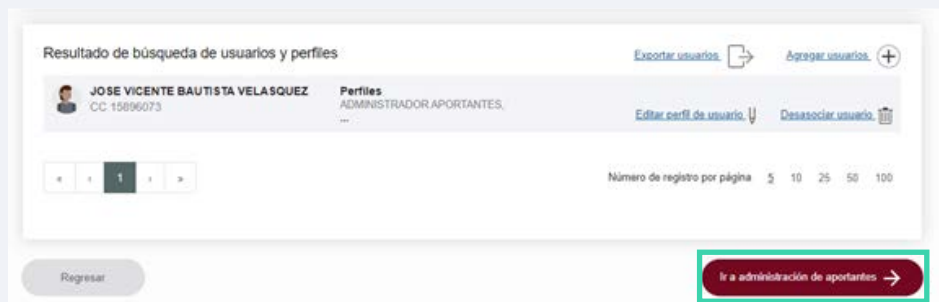 Resultado de búsqueda de usuarios y perfiles
Exportar usuarios Agregar usuarios
JOSE VICENTE BAUTISTA VELASQUEZ Perfiles
CC 15896073 ADMINISTRADOR APORTANTES,
...
Editar perfil de usuario Desasociar usuario
« ‹ 1 › » Número de registro por página 5 10 25 50 100
Regresar Ir a administración de aportantes →